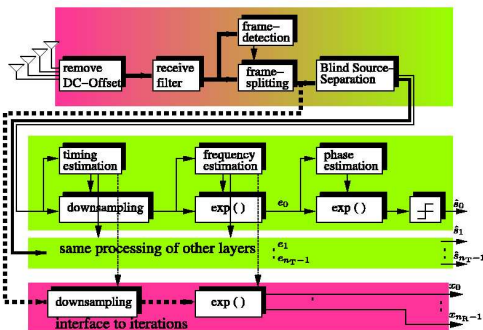 frame-
detection
remove
DC-Offset
receive
filter
frame-
splitting
Blind Source-
Separation
timing
estimation
frequency
estimation
phase
estimation
downsampling
exp ( )
e₀
exp ( )
ŝ₀
same processing of other layers
e₁
eₙT−1
ŝ₁
ŝₙT−1
downsampling
exp ( )
x₀
xₙR−1
interface to iterations